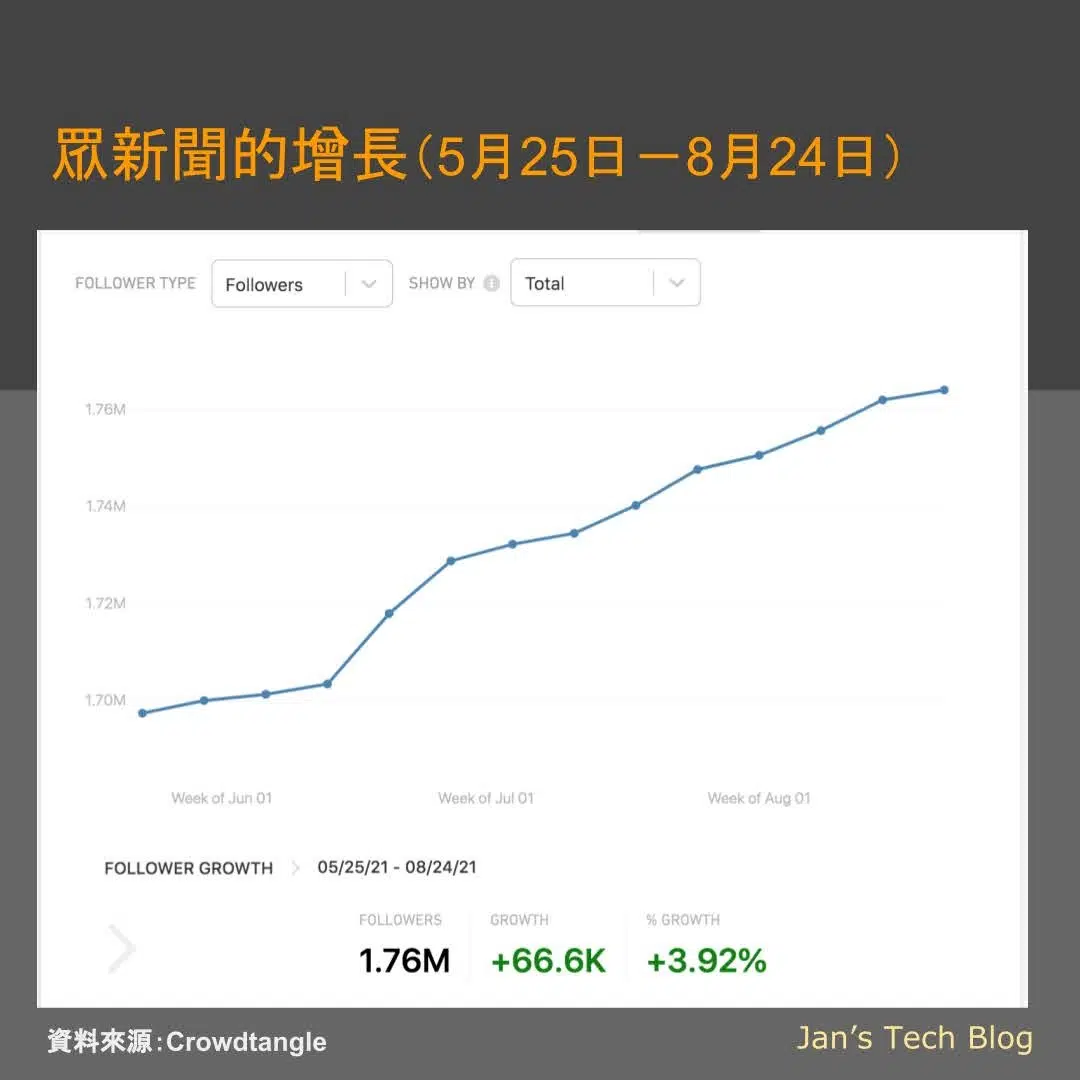 眾新聞的增長（5月25日－8月24日）
FOLLOWER TYPE Followers SHOW BY Total
1.76M
1.74M
1.72M
1.70M
Week of Jun 01 Week of Jul 01 Week of Aug 01
FOLLOWER GROWTH 05/25/21 - 08/24/21
FOLLOWERS GROWTH % GROWTH
1.76M +66.6K +3.92%
資料來源：Crowdtangle
Jan’s Tech Blog